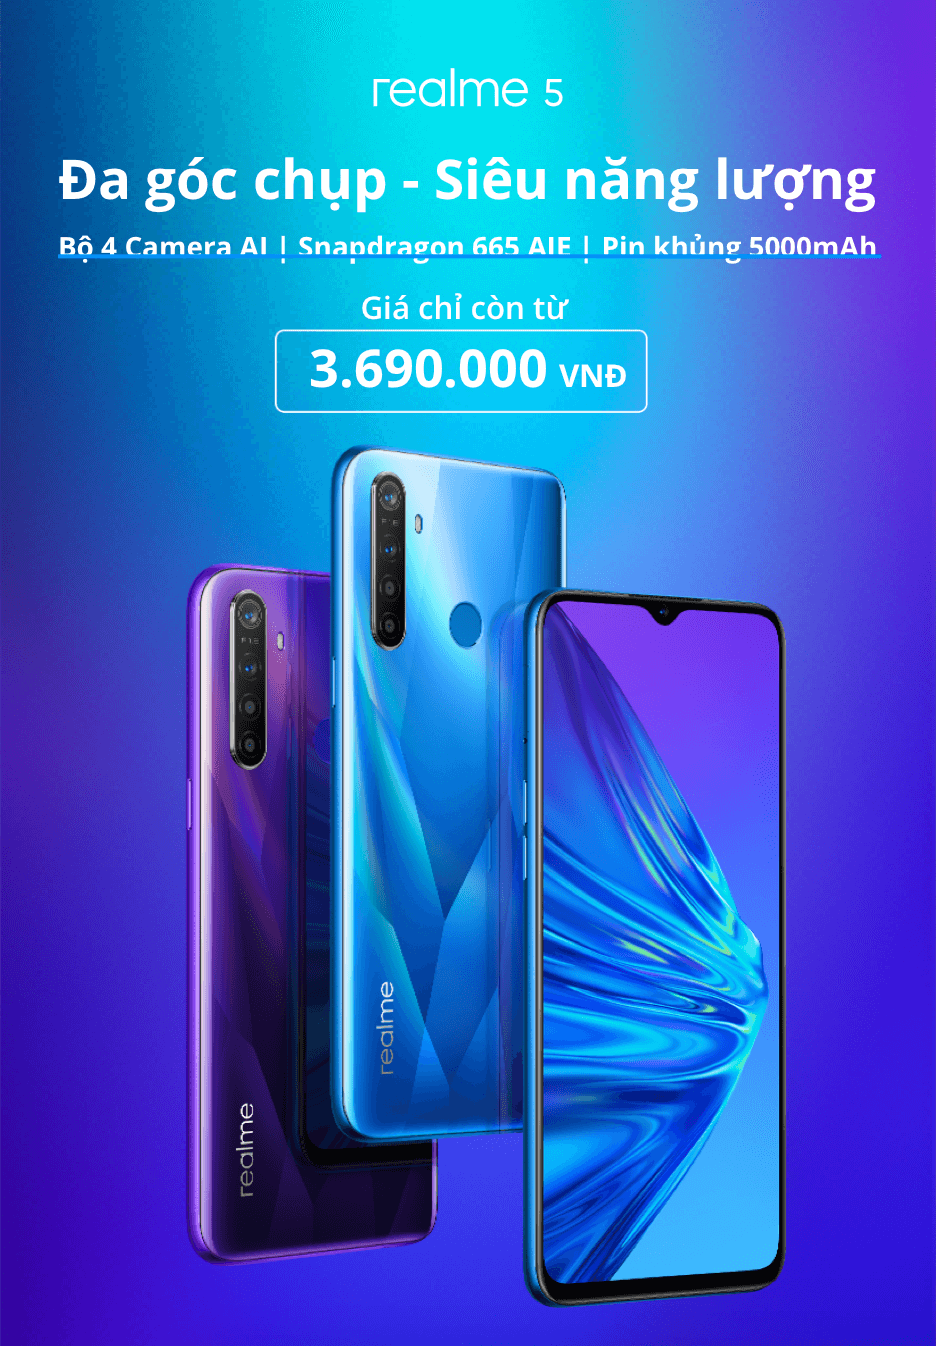 realme 5
Đa góc chụp - Siêu năng lượng
Bộ 4 Camera AI | Snapdragon 665 AIE | Pin khủng 5000mAh
Giá chỉ còn từ
3.690.000 VNĐ
realme
realme